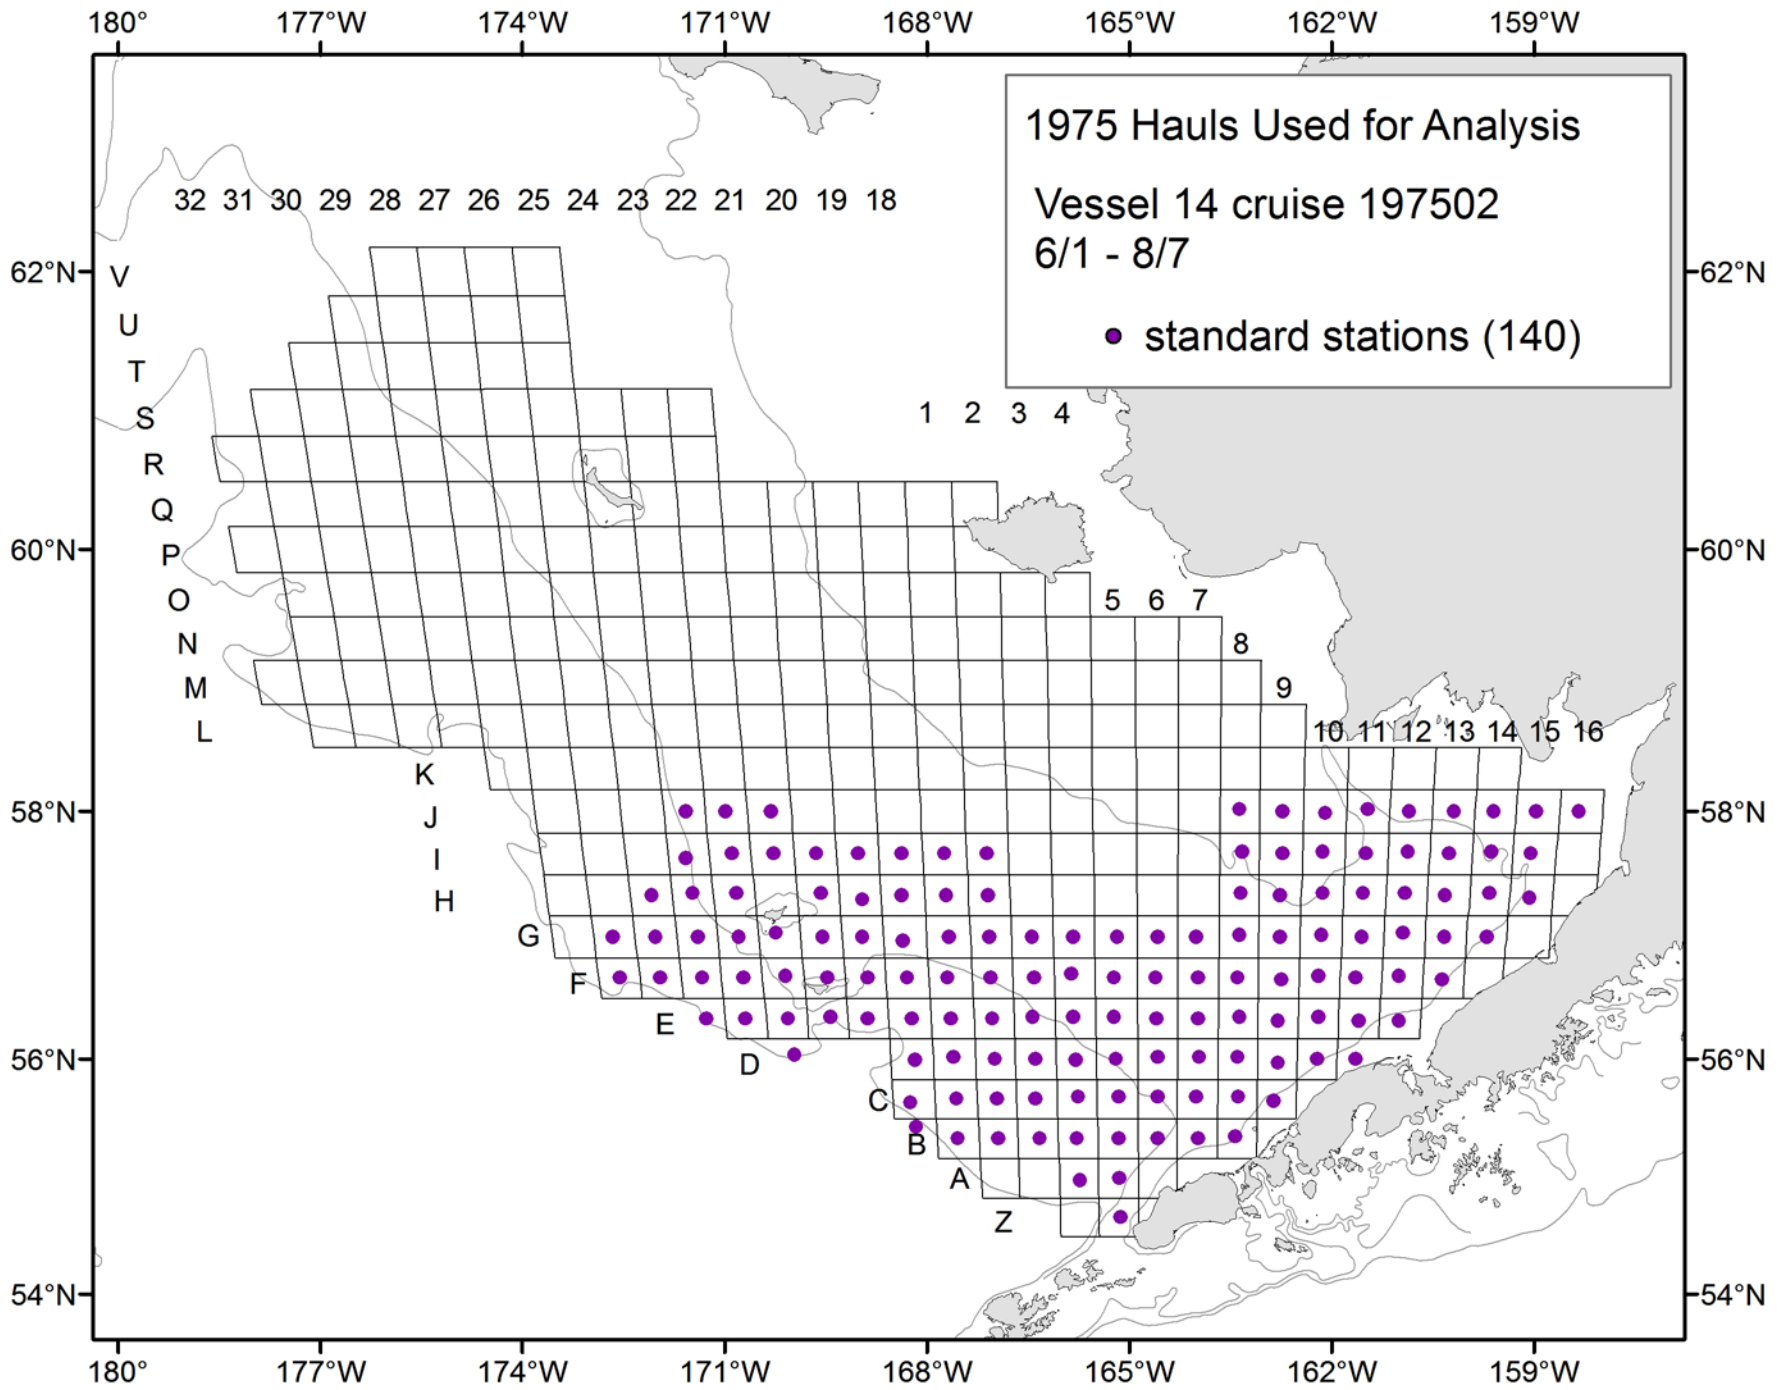 180° 177°W 174°W 171°W 168°W 165°W 162°W 159°W
1975 Hauls Used for Analysis
Vessel 14 cruise 197502
6/1 - 8/7
standard stations (140)
32 31 30 29 28 27 26 25 24 23 22 21 20 19 18
62°N V 62°N
U
T
1 2 3 4
S
R
Q
60°N P 60°N
O 5 6 7
N 8
M 9
L 10 11 12 13 14 15 16
K
58°N J 58°N
I
H
G
F
E
56°N D 56°N
C
B
A
Z
54°N 54°N
180° 177°W 174°W 171°W 168°W 165°W 162°W 159°W